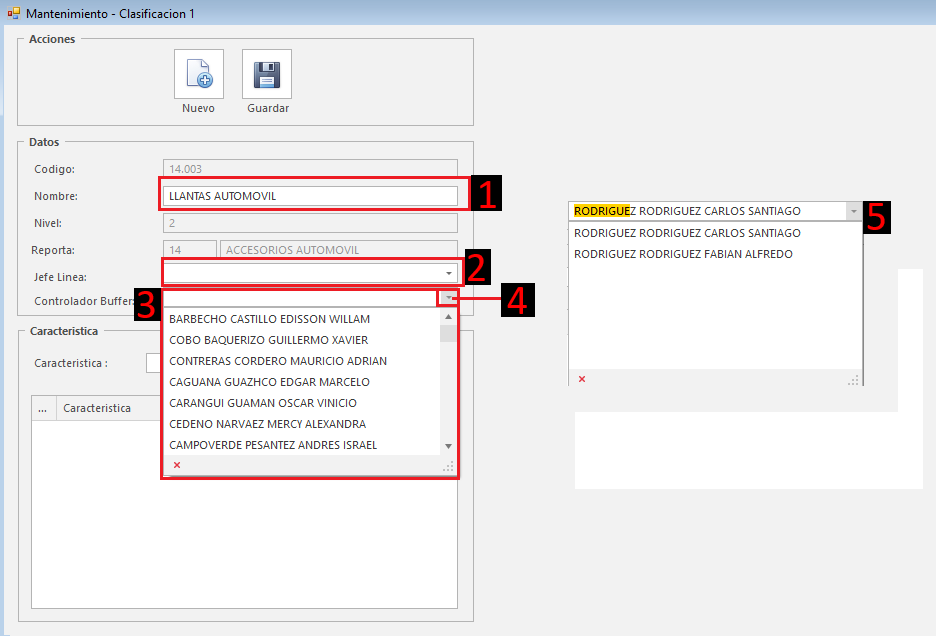 Mantenimiento - Clasificacion 1
Acciones
Nuevo
Guardar
Datos
Codigo: 14.003
Nombre: LLANTAS AUTOMOVIL 1
Nivel: 2
Reporta: 14 ACCESORIOS AUTOMOVIL
Jefe Linea: 2
Controlador Buffer: 3 4
BARBECHO CASTILLO EDISSON WILLAM
COBO BAQUERIZO GUILLERMO XAVIER
CONTRERAS CORDERO MAURICIO ADRIAN
CAGUANA GUAZHCO EDGAR MARCELO
CARANGUI GUAMAN OSCAR VINICIO
CEDENO NARVAEZ MERCY ALEXANDRA
CAMPOVERDE PESANTEZ ANDRES ISRAEL
Caracteristica
Caracteristica :
... Caracteristica
RODRIGUEZ RODRIGUEZ CARLOS SANTIAGO 5
RODRIGUEZ RODRIGUEZ CARLOS SANTIAGO
RODRIGUEZ RODRIGUEZ FABIAN ALFREDO